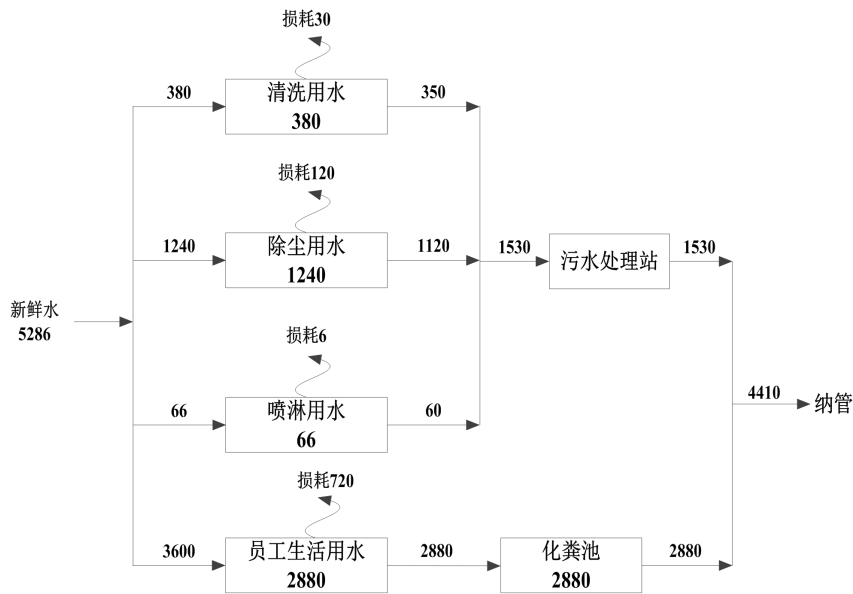 损耗30
380
清洗用水
380
350
损耗120
1240
除尘用水
1240
1120
1530
污水处理站
1530
新鲜水
5286
损耗6
66
喷淋用水
66
60
4410
纳管
损耗720
3600
员工生活用水
2880
2880
化粪池
2880
2880